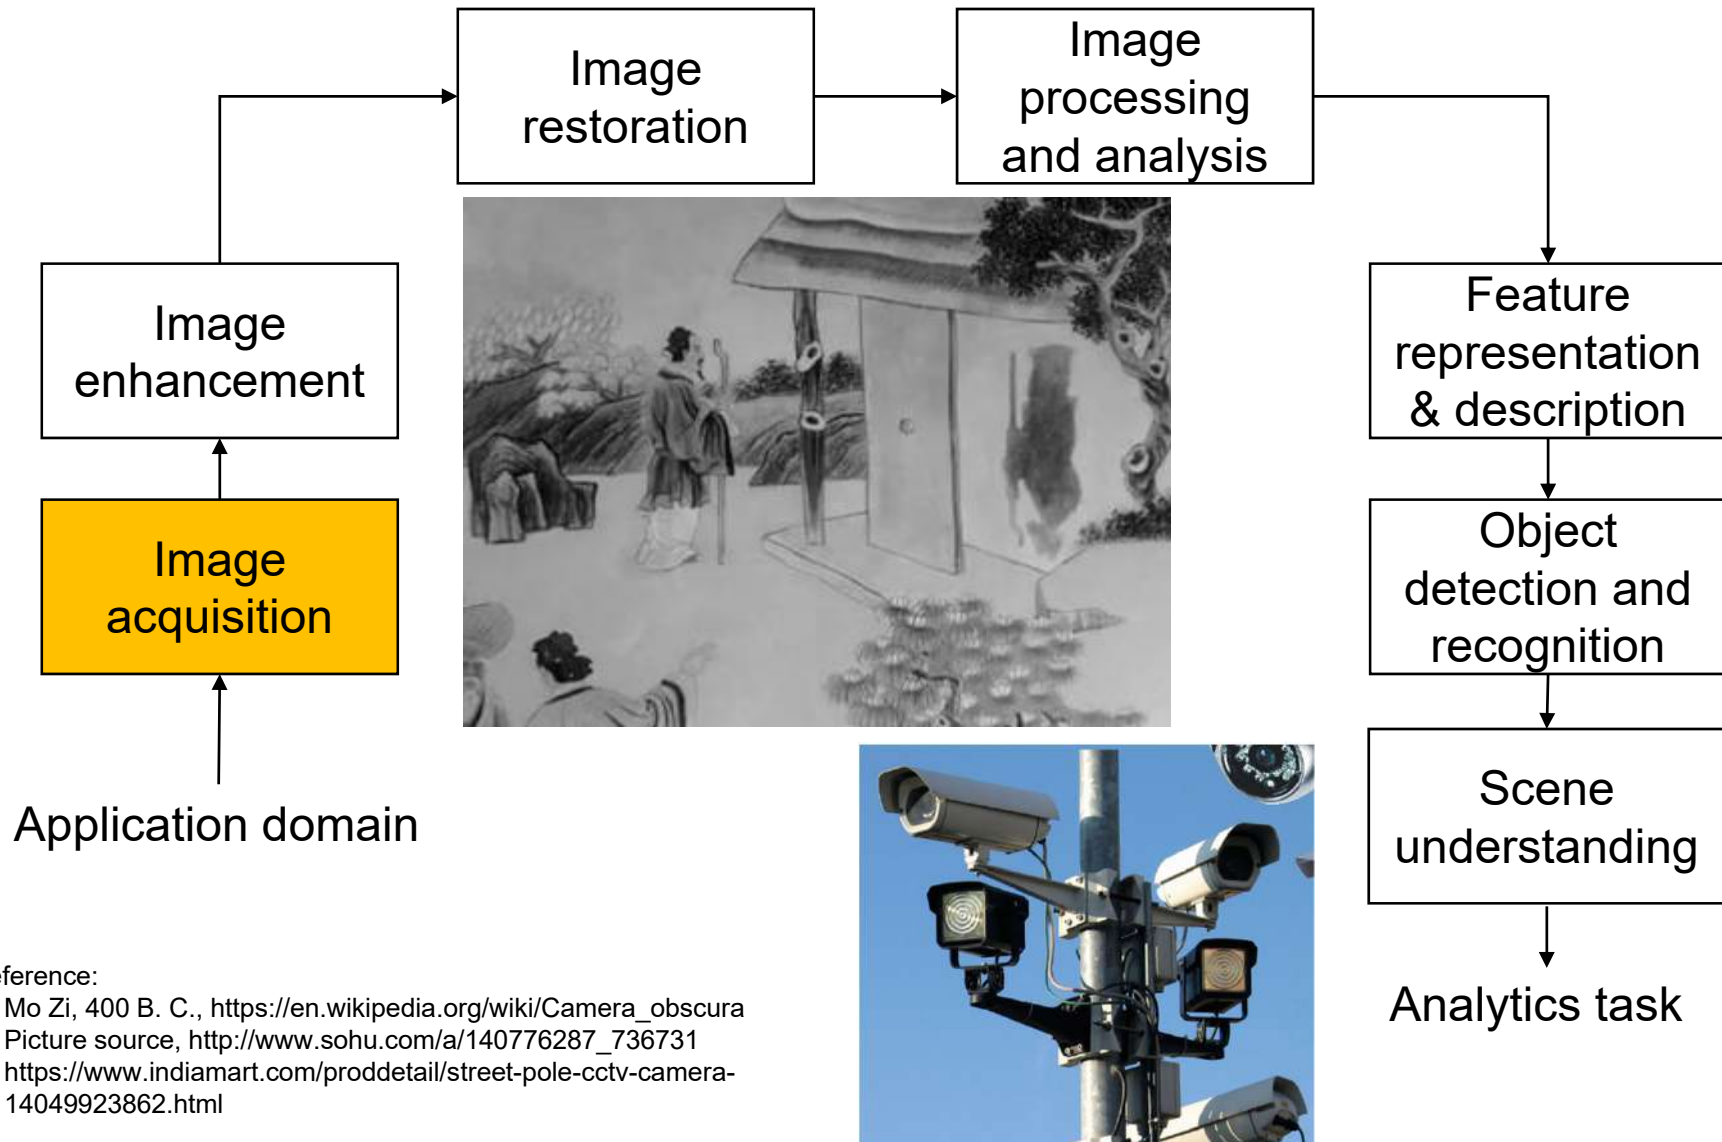 Image
restoration
Image
processing
and analysis
Image
enhancement
Feature
representation
& description
Image
acquisition
Object
detection and
recognition
Scene
understanding
Application domain
Analytics task
eference:
Mo Zi, 400 B. C., https://en.wikipedia.org/wiki/Camera_obscura
Picture source, http://www.sohu.com/a/140776287_736731
https://www.indiamart.com/proddetail/street-pole-cctv-camera-
14049923862.html